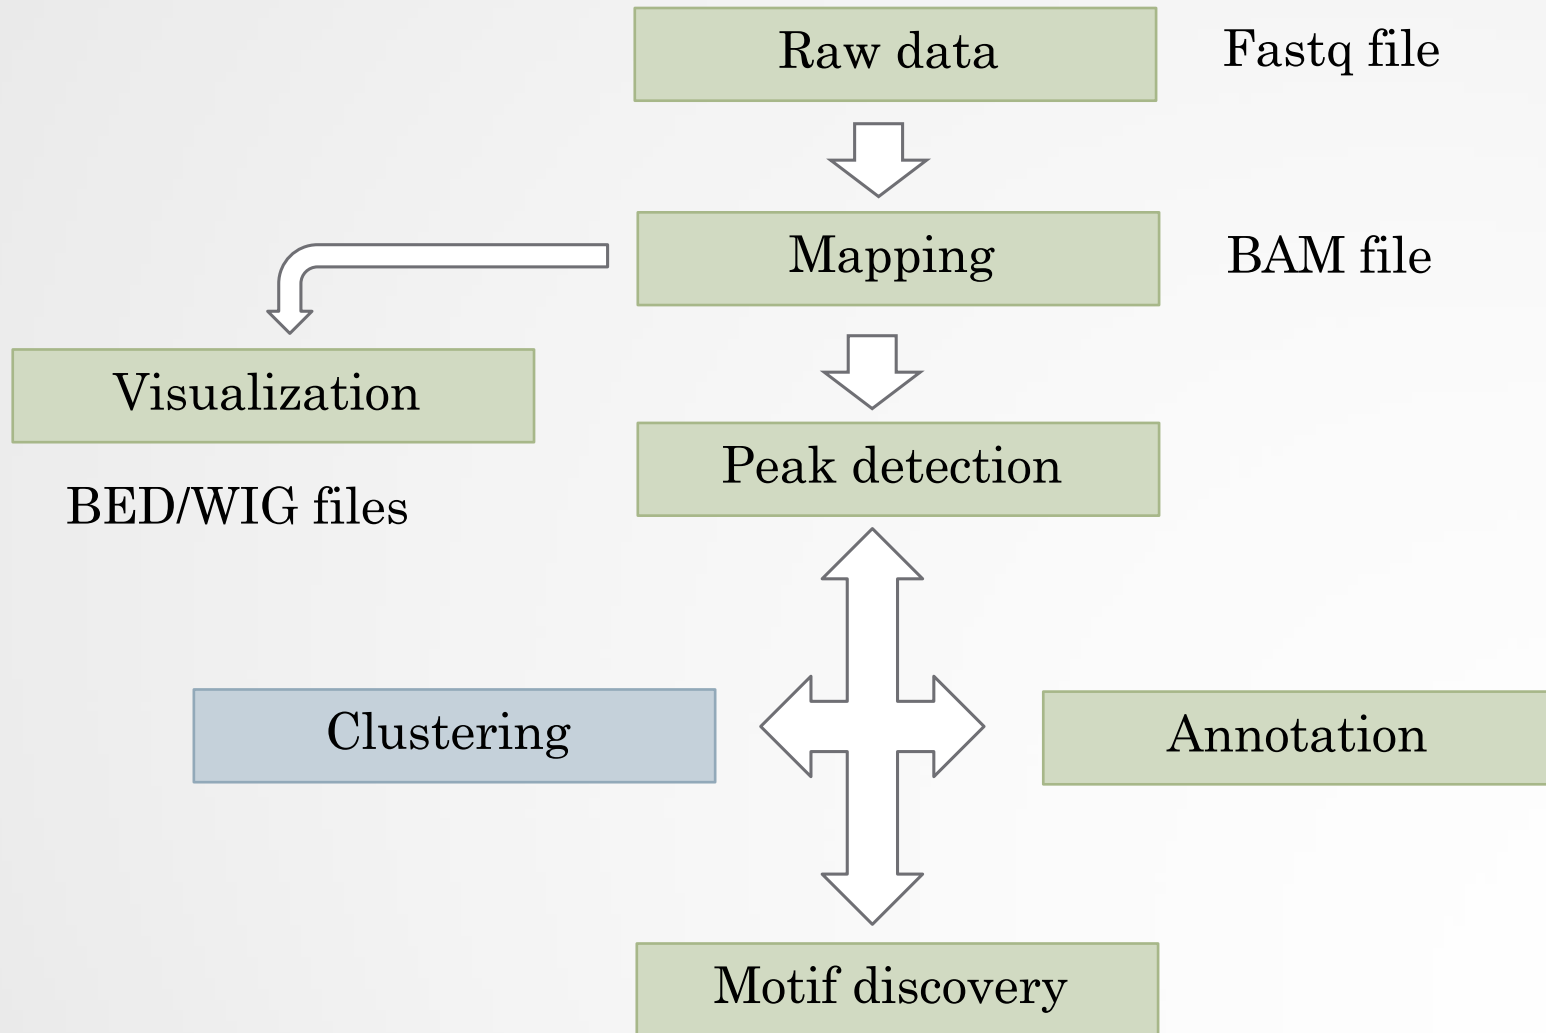 Raw data
Fastq file
Mapping
BAM file
Visualization
Peak detection
BED/WIG files
Clustering
Annotation
Motif discovery